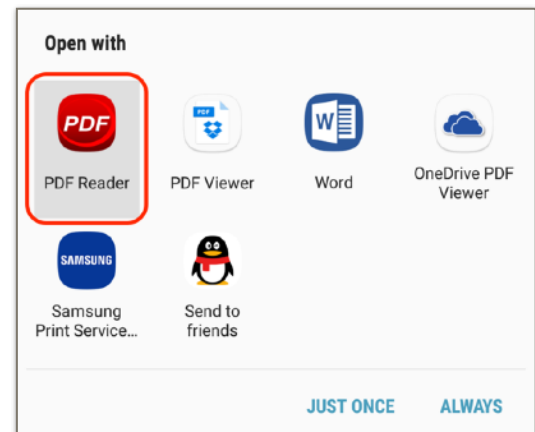 Open with
PDF
PDF
W
PDF Reader
PDF Viewer
Word
OneDrive PDF
Viewer
SAMSUNG
Samsung
Print Service...
Send to
friends
JUST ONCE
ALWAYS